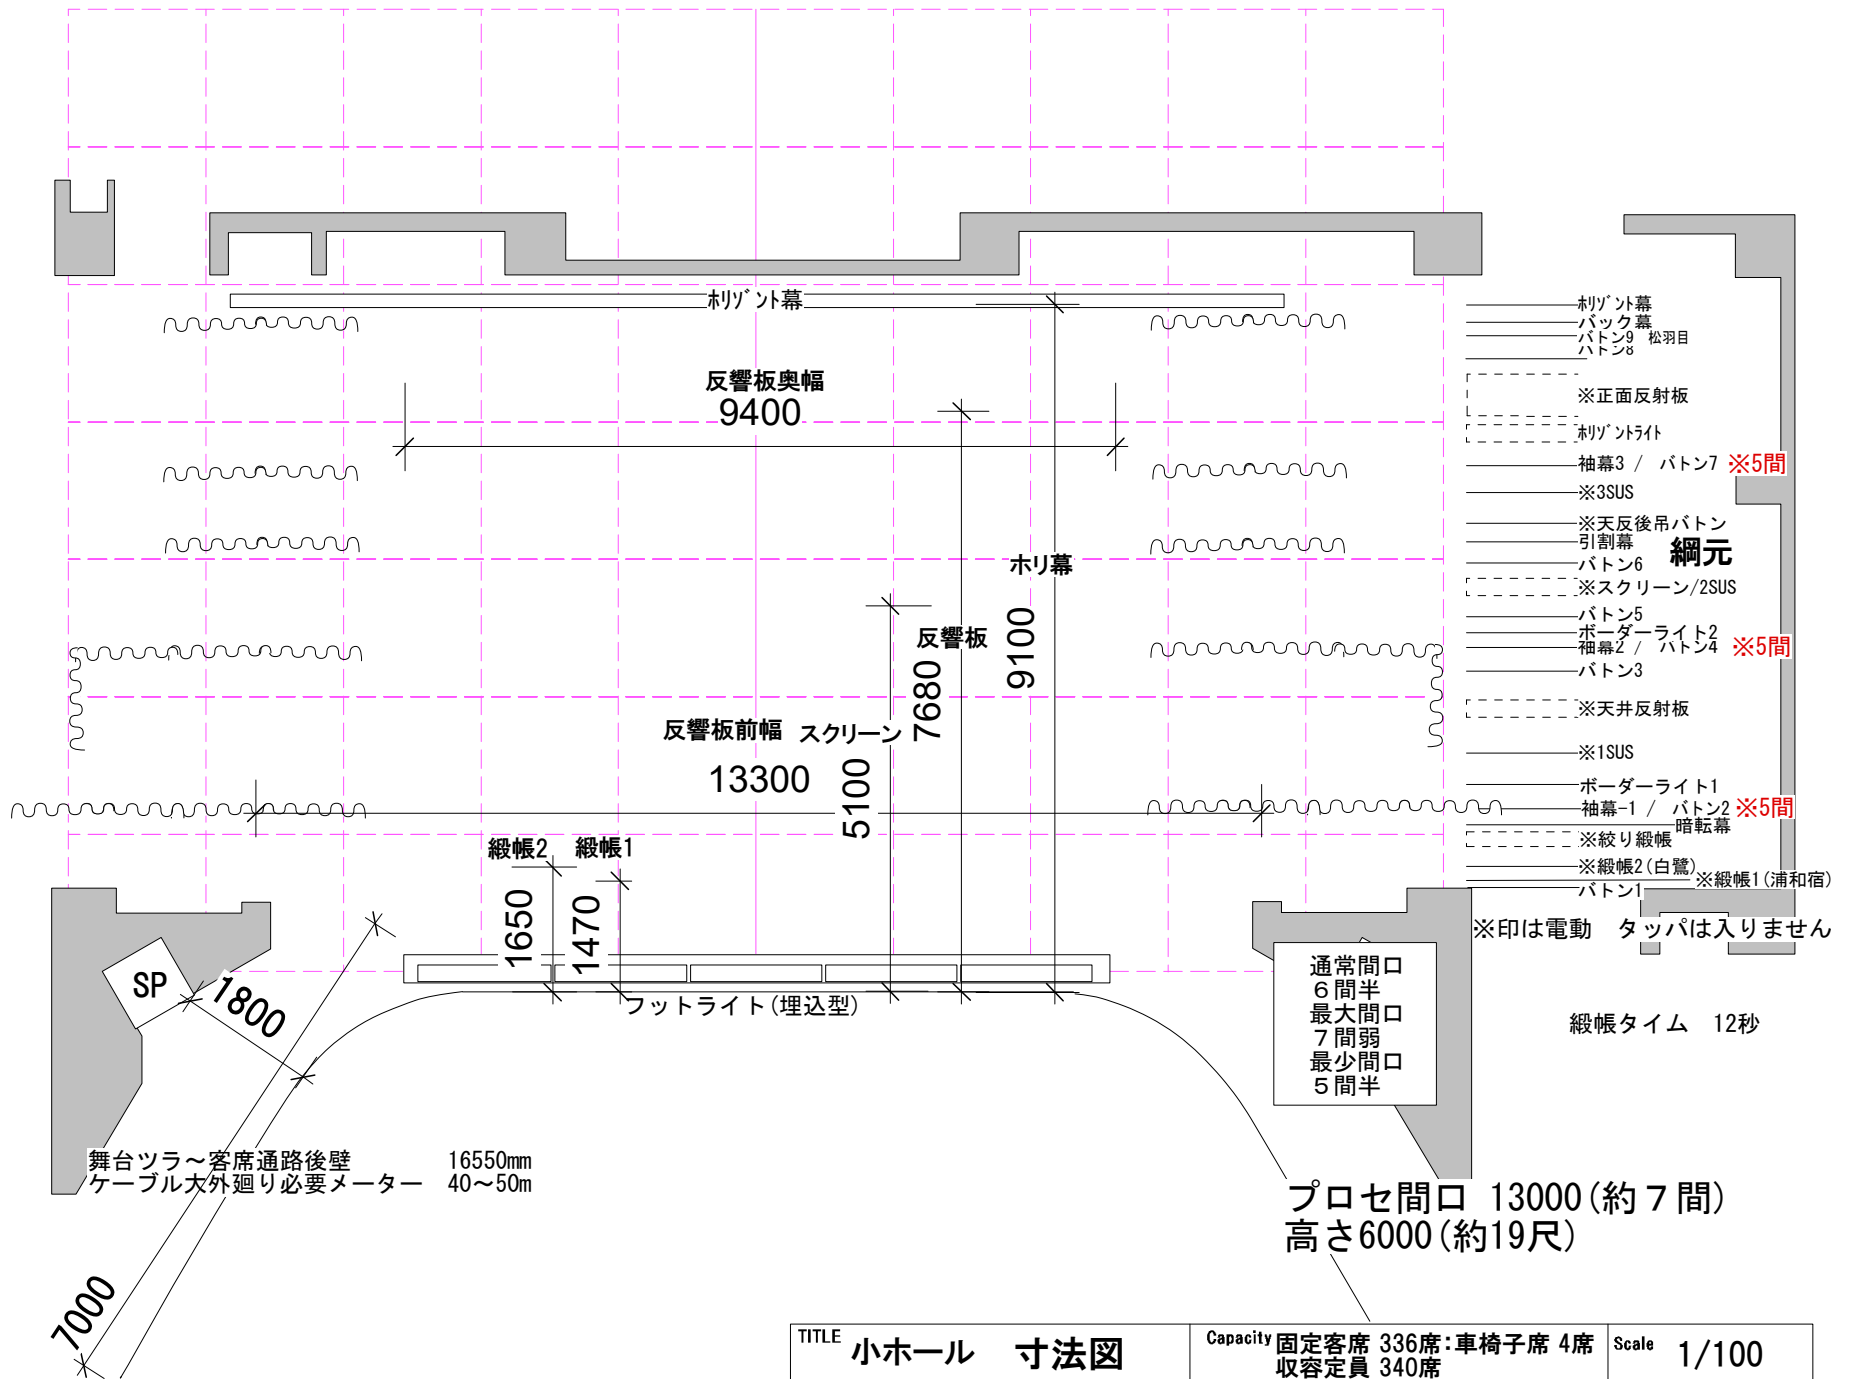 ﾎﾘｿﾞﾝﾄ幕
反響板奥幅
9400
ホリ幕
9100
反響板
7680
反響板前幅
13300
スクリーン
5100
緞帳2
緞帳1
1650
1470
SP
1800
フットライト(埋込型)
7000
舞台ツラ～客席通路後壁 16550mm
ケーブル大外廻り必要メーター 40～50m
ﾎﾘｿﾞﾝﾄ幕
バック幕
バトン9 松羽目
バトン8
※正面反射板
ﾎﾘｿﾞﾝﾄﾗｲﾄ
袖幕3 / バトン7 ※5間
※3SUS
※天反後吊バトン
引割幕
綱元
バトン6
※スクリーン/2SUS
バトン5
ボーダーライト2
袖幕2 / バトン4 ※5間
バトン3
※天井反射板
※1SUS
ボーダーライト1
袖幕-1 / バトン2 ※5間
暗転幕
※絞り緞帳
※緞帳2(白鷺)
※緞帳1(浦和宿)
バトン1
※印は電動 タッパは入りません
通常間口
6間半
最大間口
７間弱
最少間口
５間半
緞帳タイム 12秒
プロセ間口 13000(約７間)
高さ6000(約19尺)
TITLE 小ホール 寸法図
Capacity 固定客席 336席:車椅子席 4席
収容定員 340席
Scale 1/100